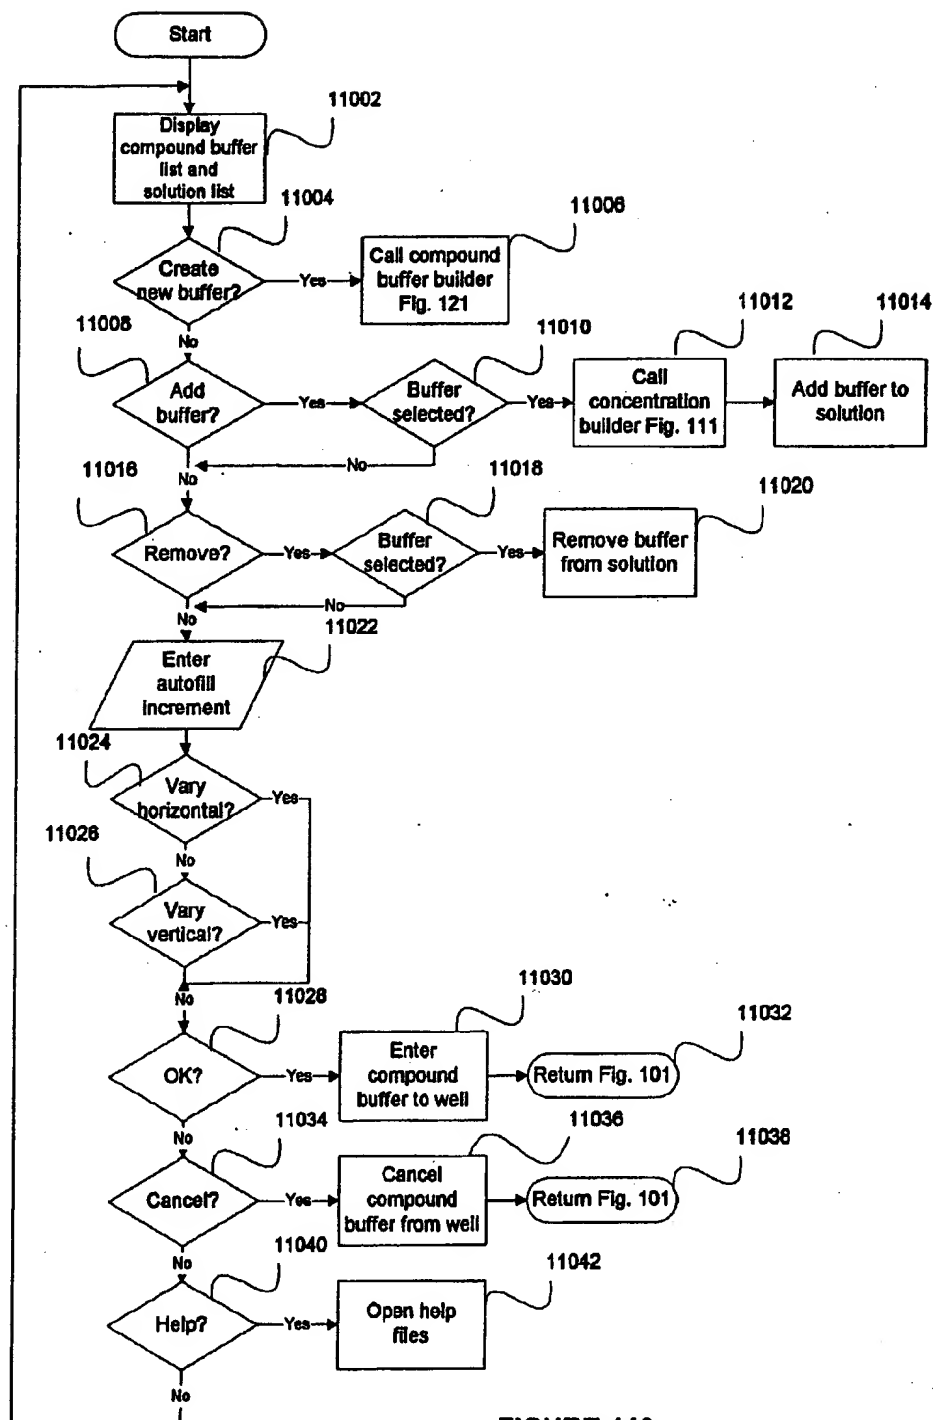 Start
11002
Display
compound buffer
list and
solution list
11004
11006
Create
new buffer?
Yes
Call compound
buffer builder
Fig. 121
No
11008
11010
11012
11014
Add
buffer?
Yes
Buffer
selected?
Yes
Call
concentration
builder Fig. 111
Add buffer to
solution
No
No
11016
11018
11020
Remove?
Yes
Buffer
selected?
Yes
Remove buffer
from solution
No
No
11022
Enter
autofill
increment
11024
Vary
horizontal?
Yes
No
11026
Vary
vertical?
Yes
No
11028
11030
11032
OK?
Yes
Enter
compound
buffer to well
Return Fig. 101
No
11034
11036
11038
Cancel?
Yes
Cancel
compound
buffer from well
Return Fig. 101
No
11040
11042
Help?
Yes
Open help
files
No
FIGURE